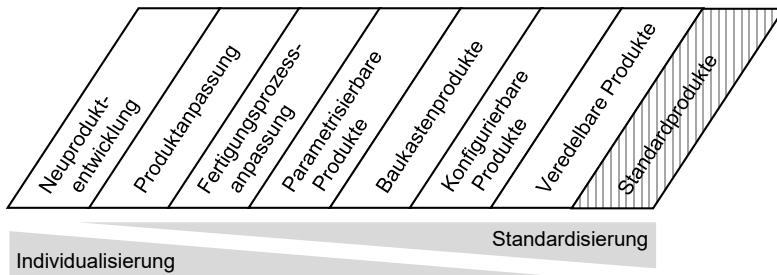 Neuprodukt-
entwicklung
Produktanpassung
Fertigungsprozess-
anpassung
Parametrisierbare
Produkte
Baukastenprodukte
Konfigurierbare
Produkte
Veredelbare Produkte
Standardprodukte
Standardisierung
Individualisierung